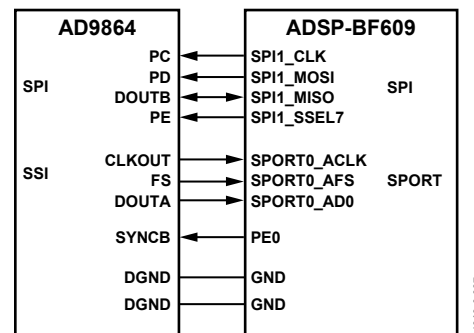 AD9864 ADSP-BF609
PC SPI1_CLK
PD SPI1_MOSI
SPI DOUTB SPI1_MISO SPI
PE SPI1_SSEL7
CLKOUT SPORT0_ACLK
SSI FS SPORT0_AFS SPORT
DOUTA SPORT0_AD0
SYNCB PE0
DGND GND
DGND GND